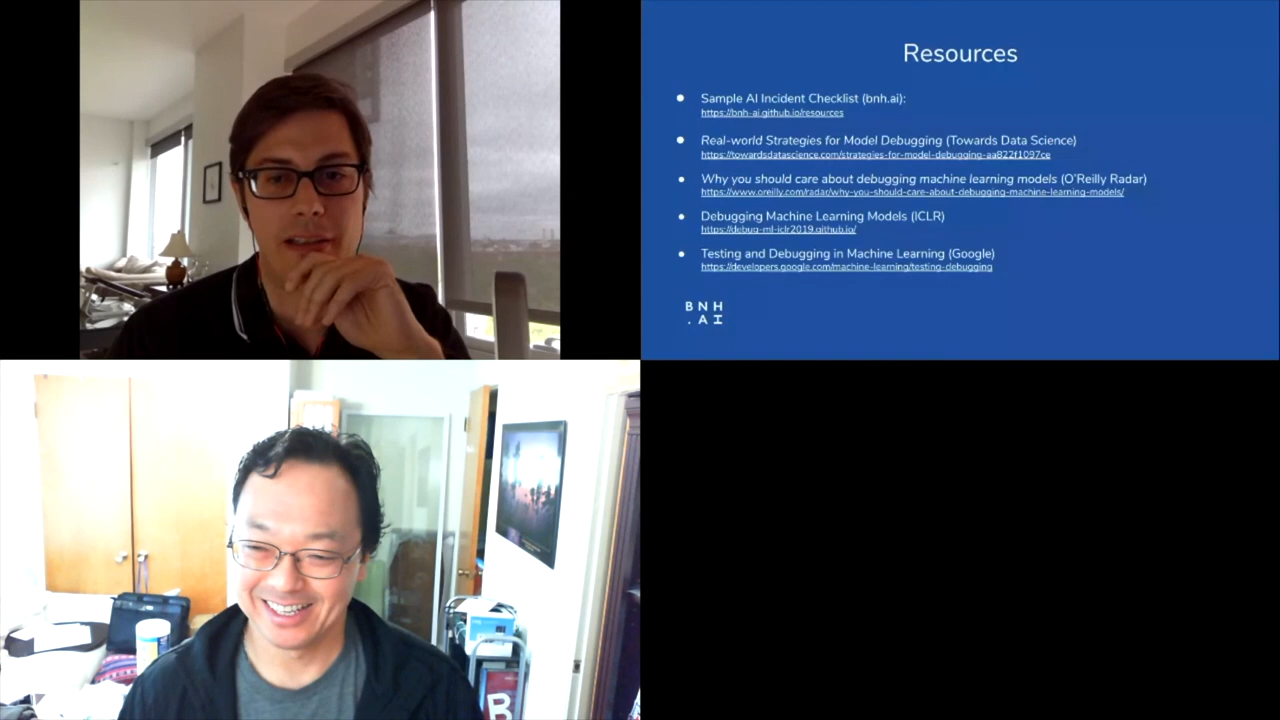 Resources
Sample AI Incident Checklist (bnh.ai):
https://bnh-ai.github.io/resources
Real-world Strategies for Model Debugging (Towards Data Science)
https://towardsdatascience.com/strategies-for-model-debugging-aa822f1097ce
Why you should care about debugging machine learning models (O'Reilly Radar)
https://www.oreilly.com/radar/why-you-should-care-about-debugging-machine-learning-models/
Debugging Machine Learning Models (ICLR)
https://debug-ml-iclr2019.github.io/
Testing and Debugging in Machine Learning (Google)
https://developers.google.com/machine-learning/testing-debugging
BNH
.AI
B